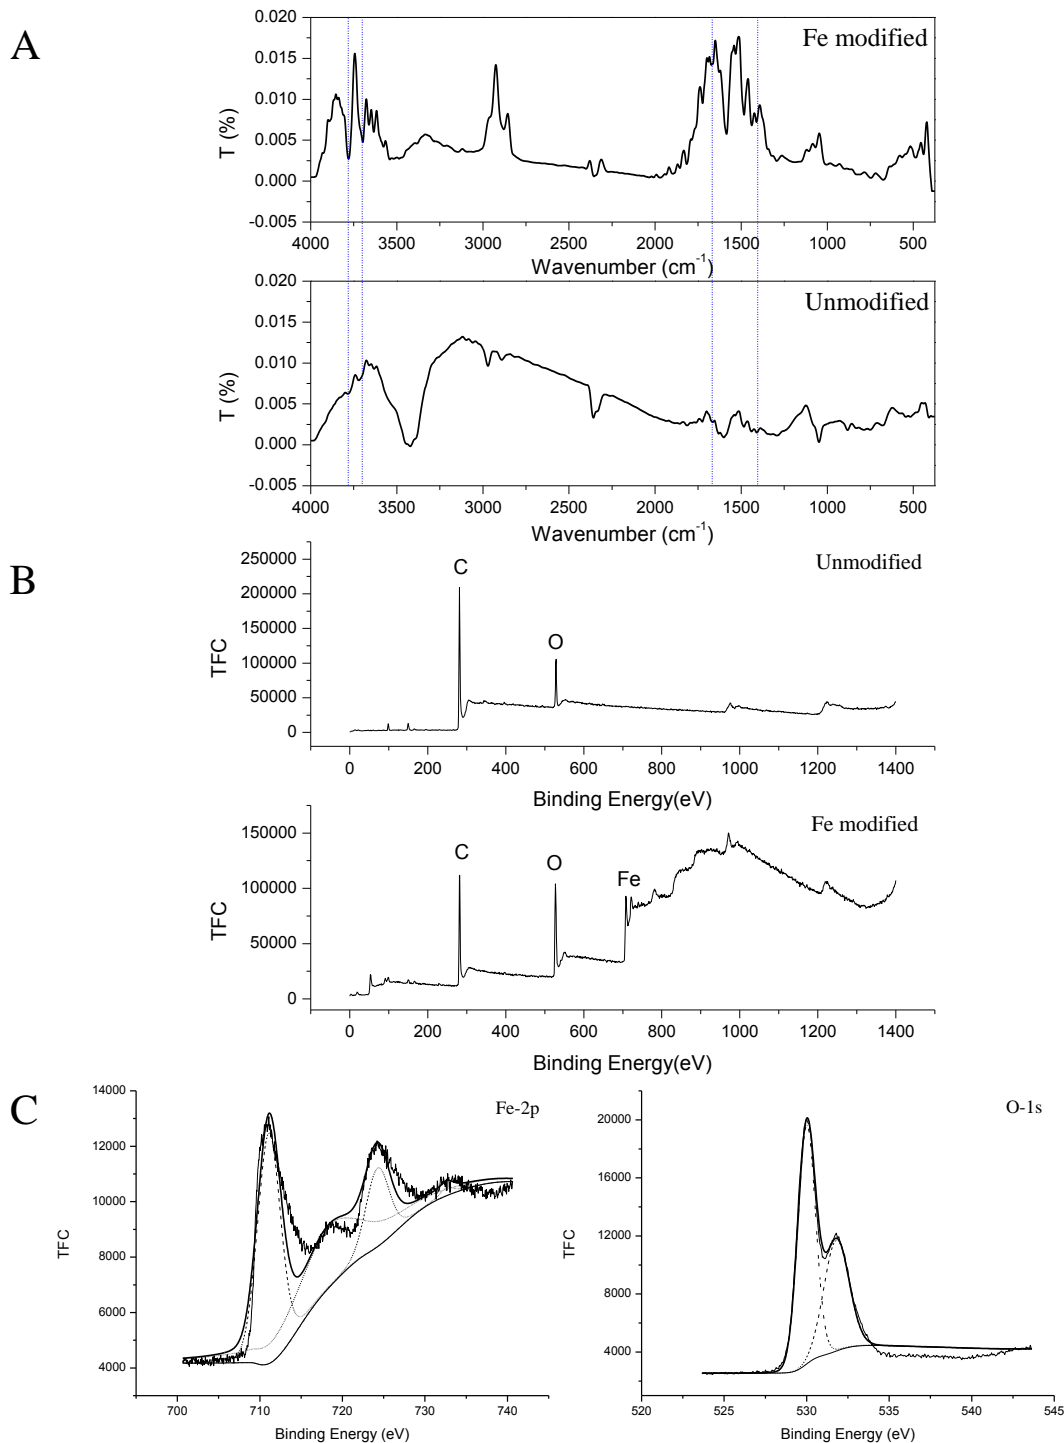 A
Fe modified
T (%)
0.020
0.015
0.010
0.005
0.000
-0.005
4000 3500 3000 2500 2000 1500 1000 500
Wavenumber (cm-1)
Unmodified
T (%)
0.020
0.015
0.010
0.005
0.000
-0.005
4000 3500 3000 2500 2000 1500 1000 500
Wavenumber (cm-1)
B
Unmodified
TFC
250000
200000
150000
100000
50000
0
C
O
0 200 400 600 800 1000 1200 1400
Binding Energy(eV)
Fe modified
TFC
150000
100000
50000
0
C
O
Fe
0 200 400 600 800 1000 1200 1400
Binding Energy(eV)
C
Fe-2p
TFC
14000
12000
10000
8000
6000
4000
700 710 720 730 740
Binding Energy (eV)
O-1s
TFC
20000
16000
12000
8000
4000
520 525 530 535 540 545
Binding Energy (eV)